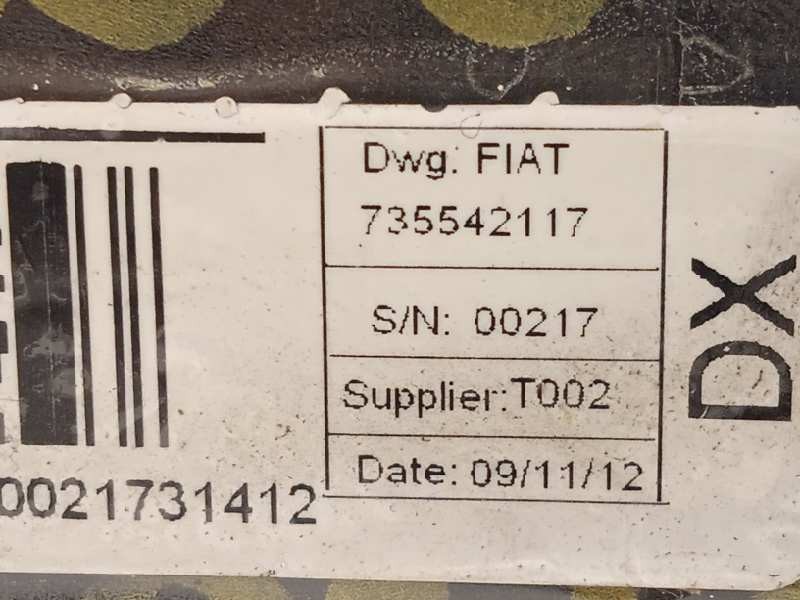 Dwg: FIAT
735542117
S/N: 00217
Supplier:T002
Date: 09/11/12
0021731412
DX